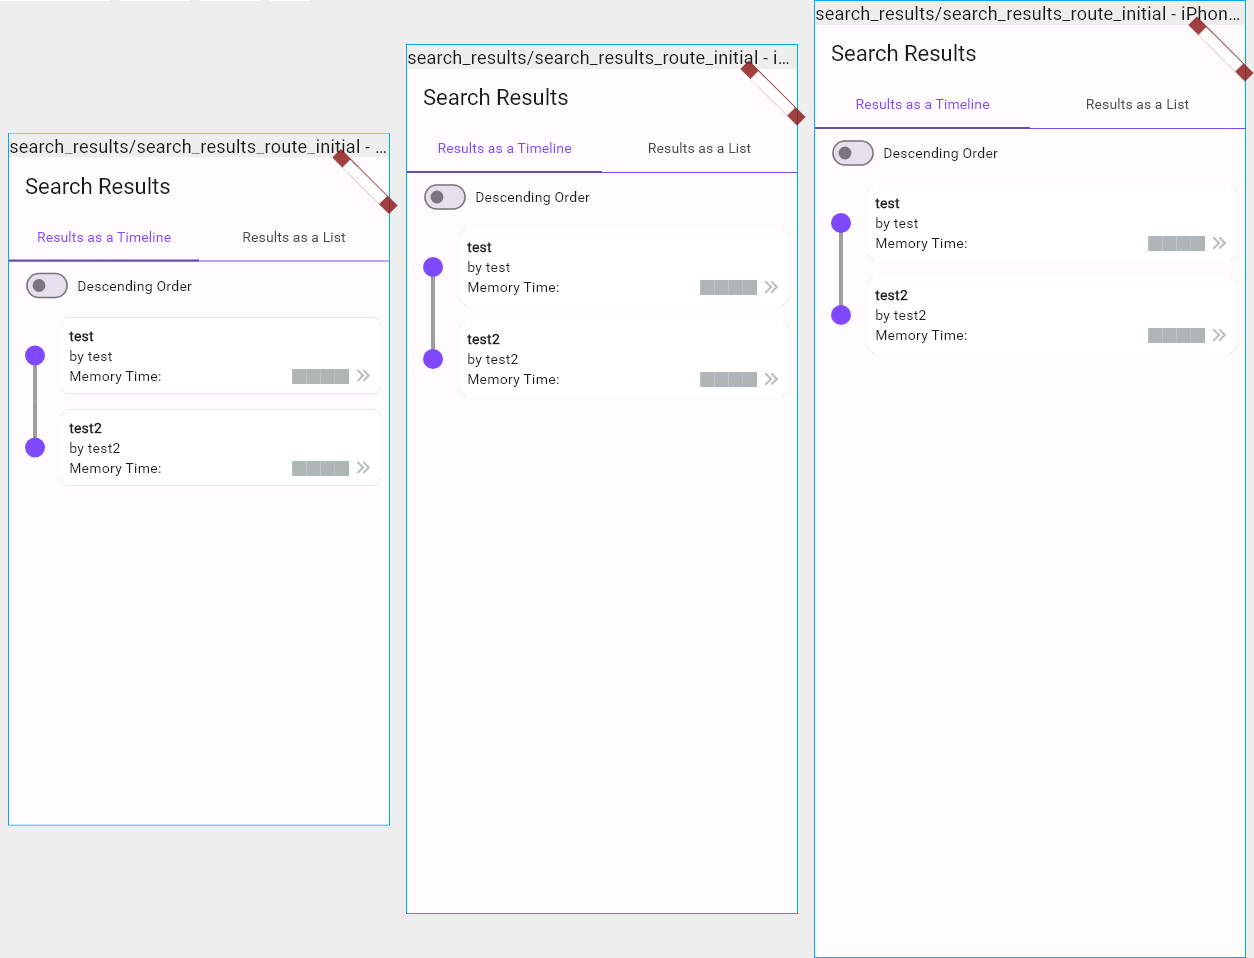 search_results/search_results_route_initial - ...
Search Results
Results as a Timeline
Results as a List
Descending Order
test
by test
Memory Time:
test2
by test2
Memory Time:
search_results/search_results_route_initial - i...
Search Results
Results as a Timeline
Results as a List
Descending Order
test
by test
Memory Time:
test2
by test2
Memory Time:
search_results/search_results_route_initial - iPhon...
Search Results
Results as a Timeline
Results as a List
Descending Order
test
by test
Memory Time:
test2
by test2
Memory Time: